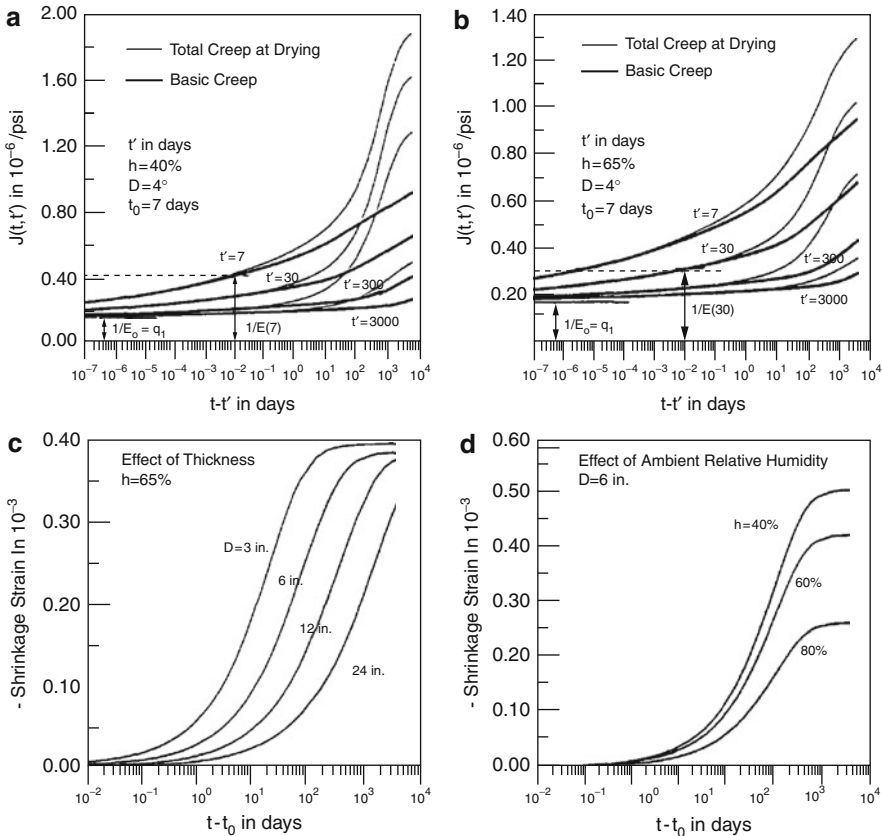 a
2.00
1.60
1.20
0.80
0.40
0.00
J(t,t') in 10⁻⁶/psi
Total Creep at Drying
Basic Creep
t' in days
h=40%
D=4°
t₀=7 days
t'=7
t'=30
t'=300
t'=3000
1/E₀ = q₁
1/E(7)
10⁻⁷ 10⁻⁶ 10⁻⁵ 10⁻⁴ 10⁻³ 10⁻² 10⁻¹ 10⁰ 10¹ 10² 10³ 10⁴
t-t' in days
b
1.40
1.20
1.00
0.80
0.60
0.40
0.20
J(t,t') in 10⁻⁶/psi
Total Creep at Drying
Basic Creep
t' in days
h=65%
D=4°
t₀=7 days
t'=7
t'=30
t'=300
t'=3000
1/E₀ = q₁
1/E(30)
10⁻⁷ 10⁻⁶ 10⁻⁴ 10⁻³ 10⁻² 10⁻¹ 10⁰ 10¹ 10² 10³ 10⁴
t-t' in days
c
0.40
0.30
0.20
0.10
0.00
- Shrinkage Strain In 10⁻³
Effect of Thickness
h=65%
D=3 in.
6 in.
12 in.
24 in.
10⁻² 10⁻¹ 10⁰ 10¹ 10² 10³ 10⁴
t-t₀ in days
d
0.60
0.50
0.40
0.30
0.20
0.10
0.00
- Shrinkage Strain In 10⁻³
Effect of Ambient Relative Humidity
D=6 in.
h=40%
60%
80%
10⁻² 10⁻¹ 10⁰ 10¹ 10² 10³ 10⁴
t-t₀ in days